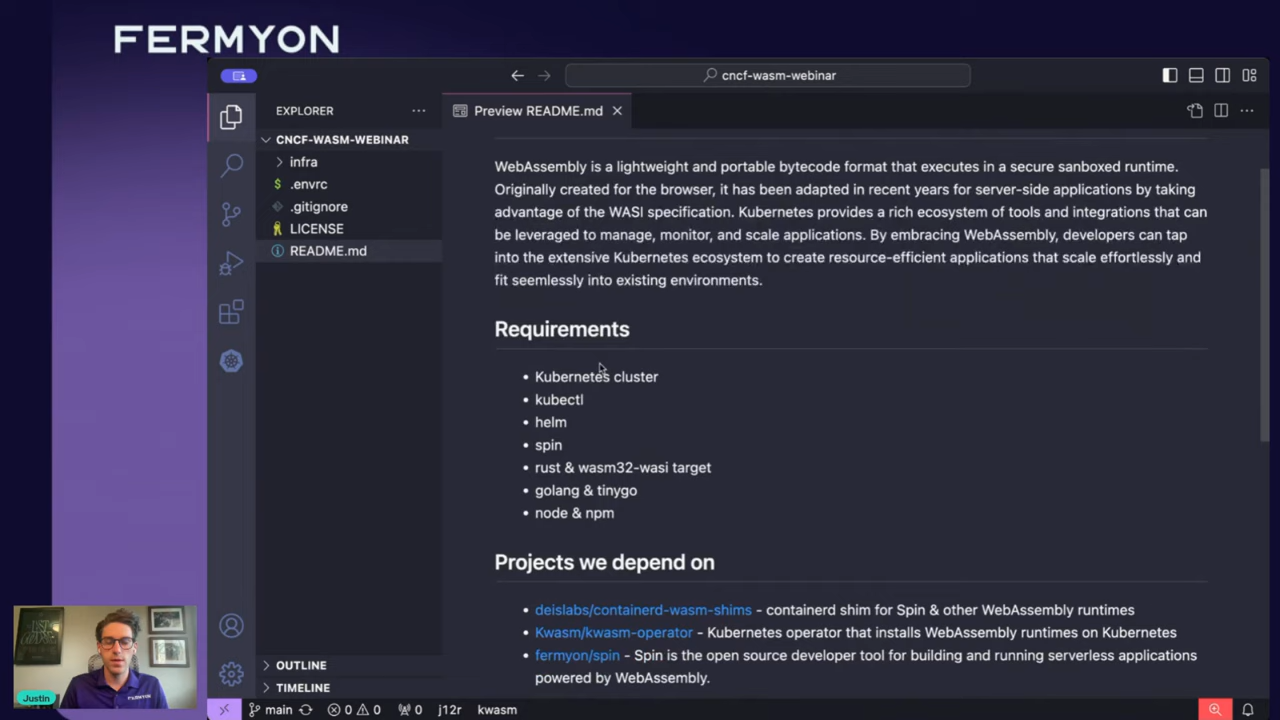 FERMYON
cncf-wasm-webinar
EXPLORER
Preview README.md
CNCF-WASM-WEBINAR
infra
.envrc
.gitignore
LICENSE
README.md
WebAssembly is a lightweight and portable bytecode format that executes in a secure sanboxed runtime.
Originally created for the browser, it has been adapted in recent years for server-side applications by taking
advantage of the WASI specification. Kubernetes provides a rich ecosystem of tools and integrations that can
be leveraged to manage, monitor, and scale applications. By embracing WebAssembly, developers can tap
into the extensive Kubernetes ecosystem to create resource-efficient applications that scale effortlessly and
fit seemlessly into existing environments.
Requirements
• Kubernetes cluster
• kubectl
• helm
• spin
• rust & wasm32-wasi target
• golang & tinygo
• node & npm
Projects we depend on
• deislabs/containerd-wasm-shims - containerd shim for Spin & other WebAssembly runtimes
• Kwasm/kwasm-operator - Kubernetes operator that installs WebAssembly runtimes on Kubernetes
• fermyon/spin - Spin is the open source developer tool for building and running serverless applications
powered by WebAssembly.
OUTLINE
TIMELINE
main 0 0 0 j12r kwasm
Justin
FERMYON